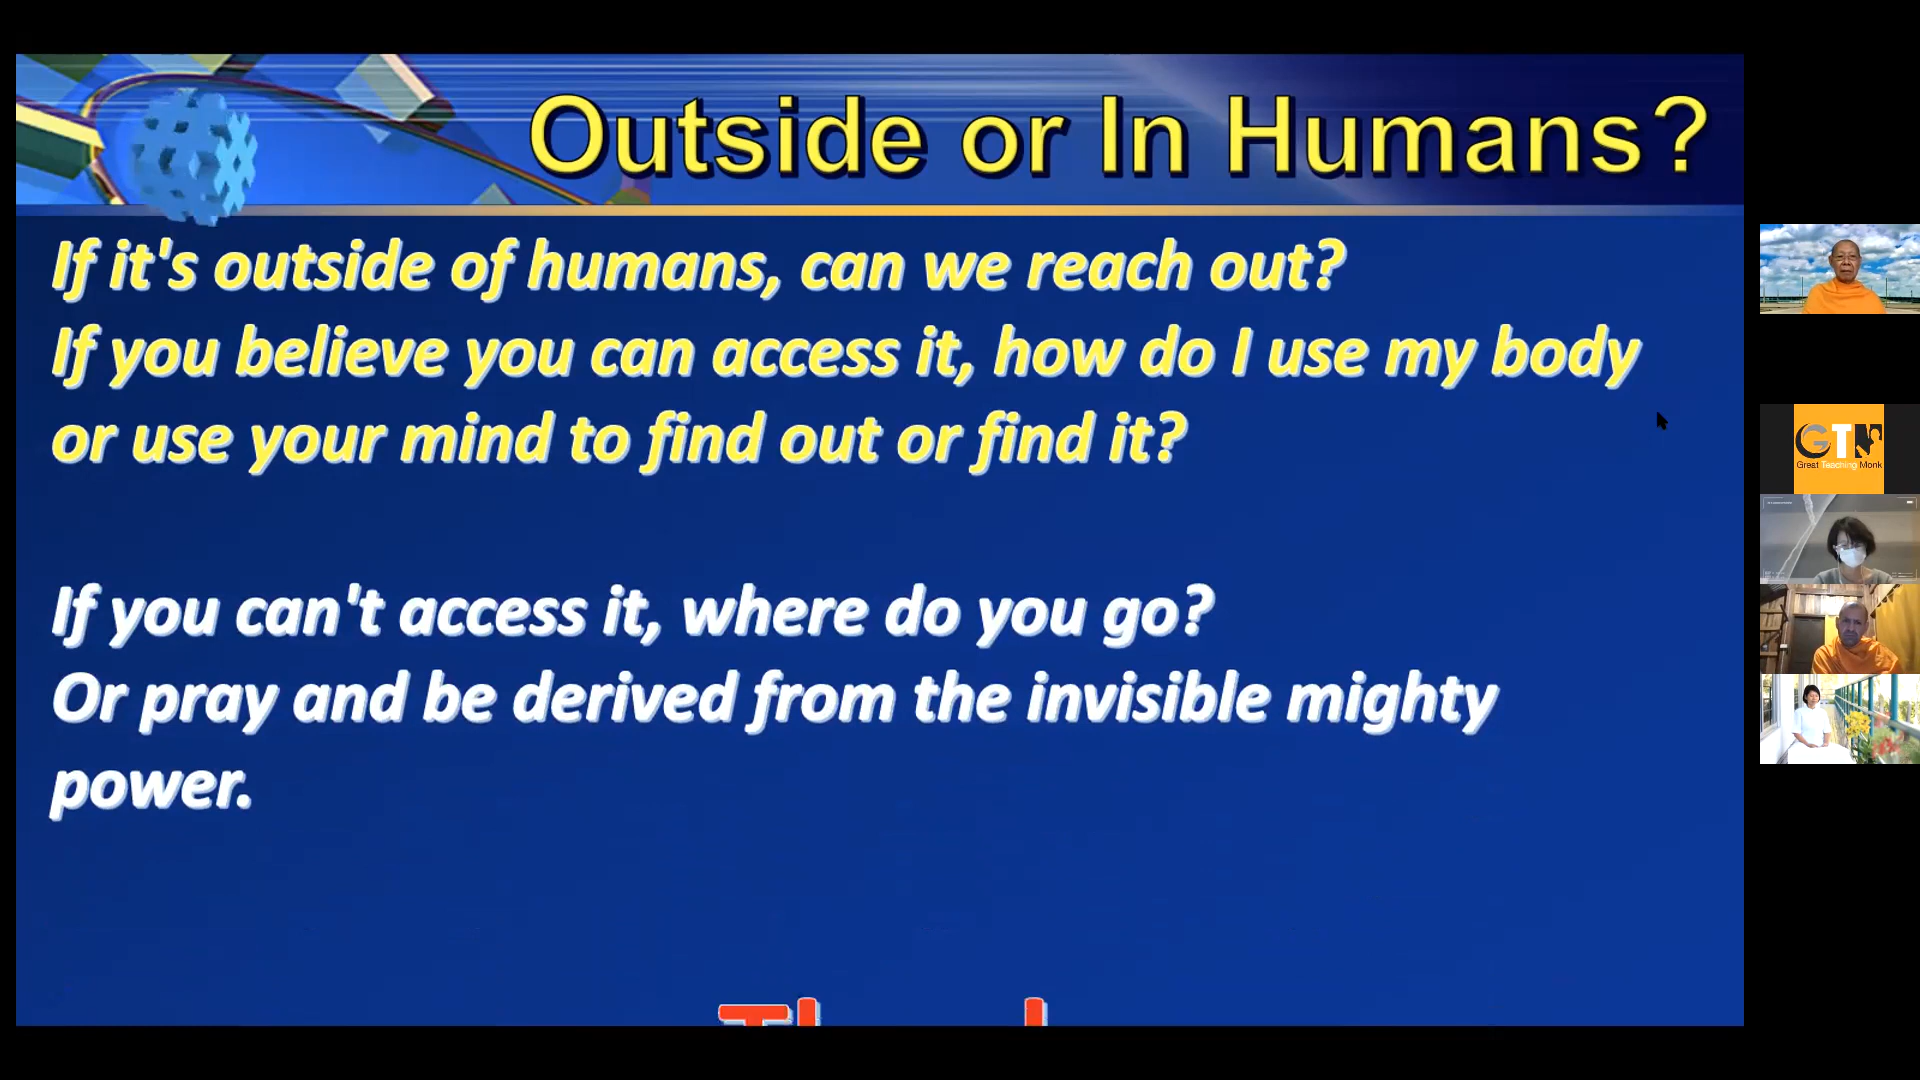 Outside or In Humans?
If it's outside of humans, can we reach out?
If you believe you can access it, how do I use my body
or use your mind to find out or find it?
If you can't access it, where do you go?
Or pray and be derived from the invisible mighty
power.
GTM
Great Teaching Monk